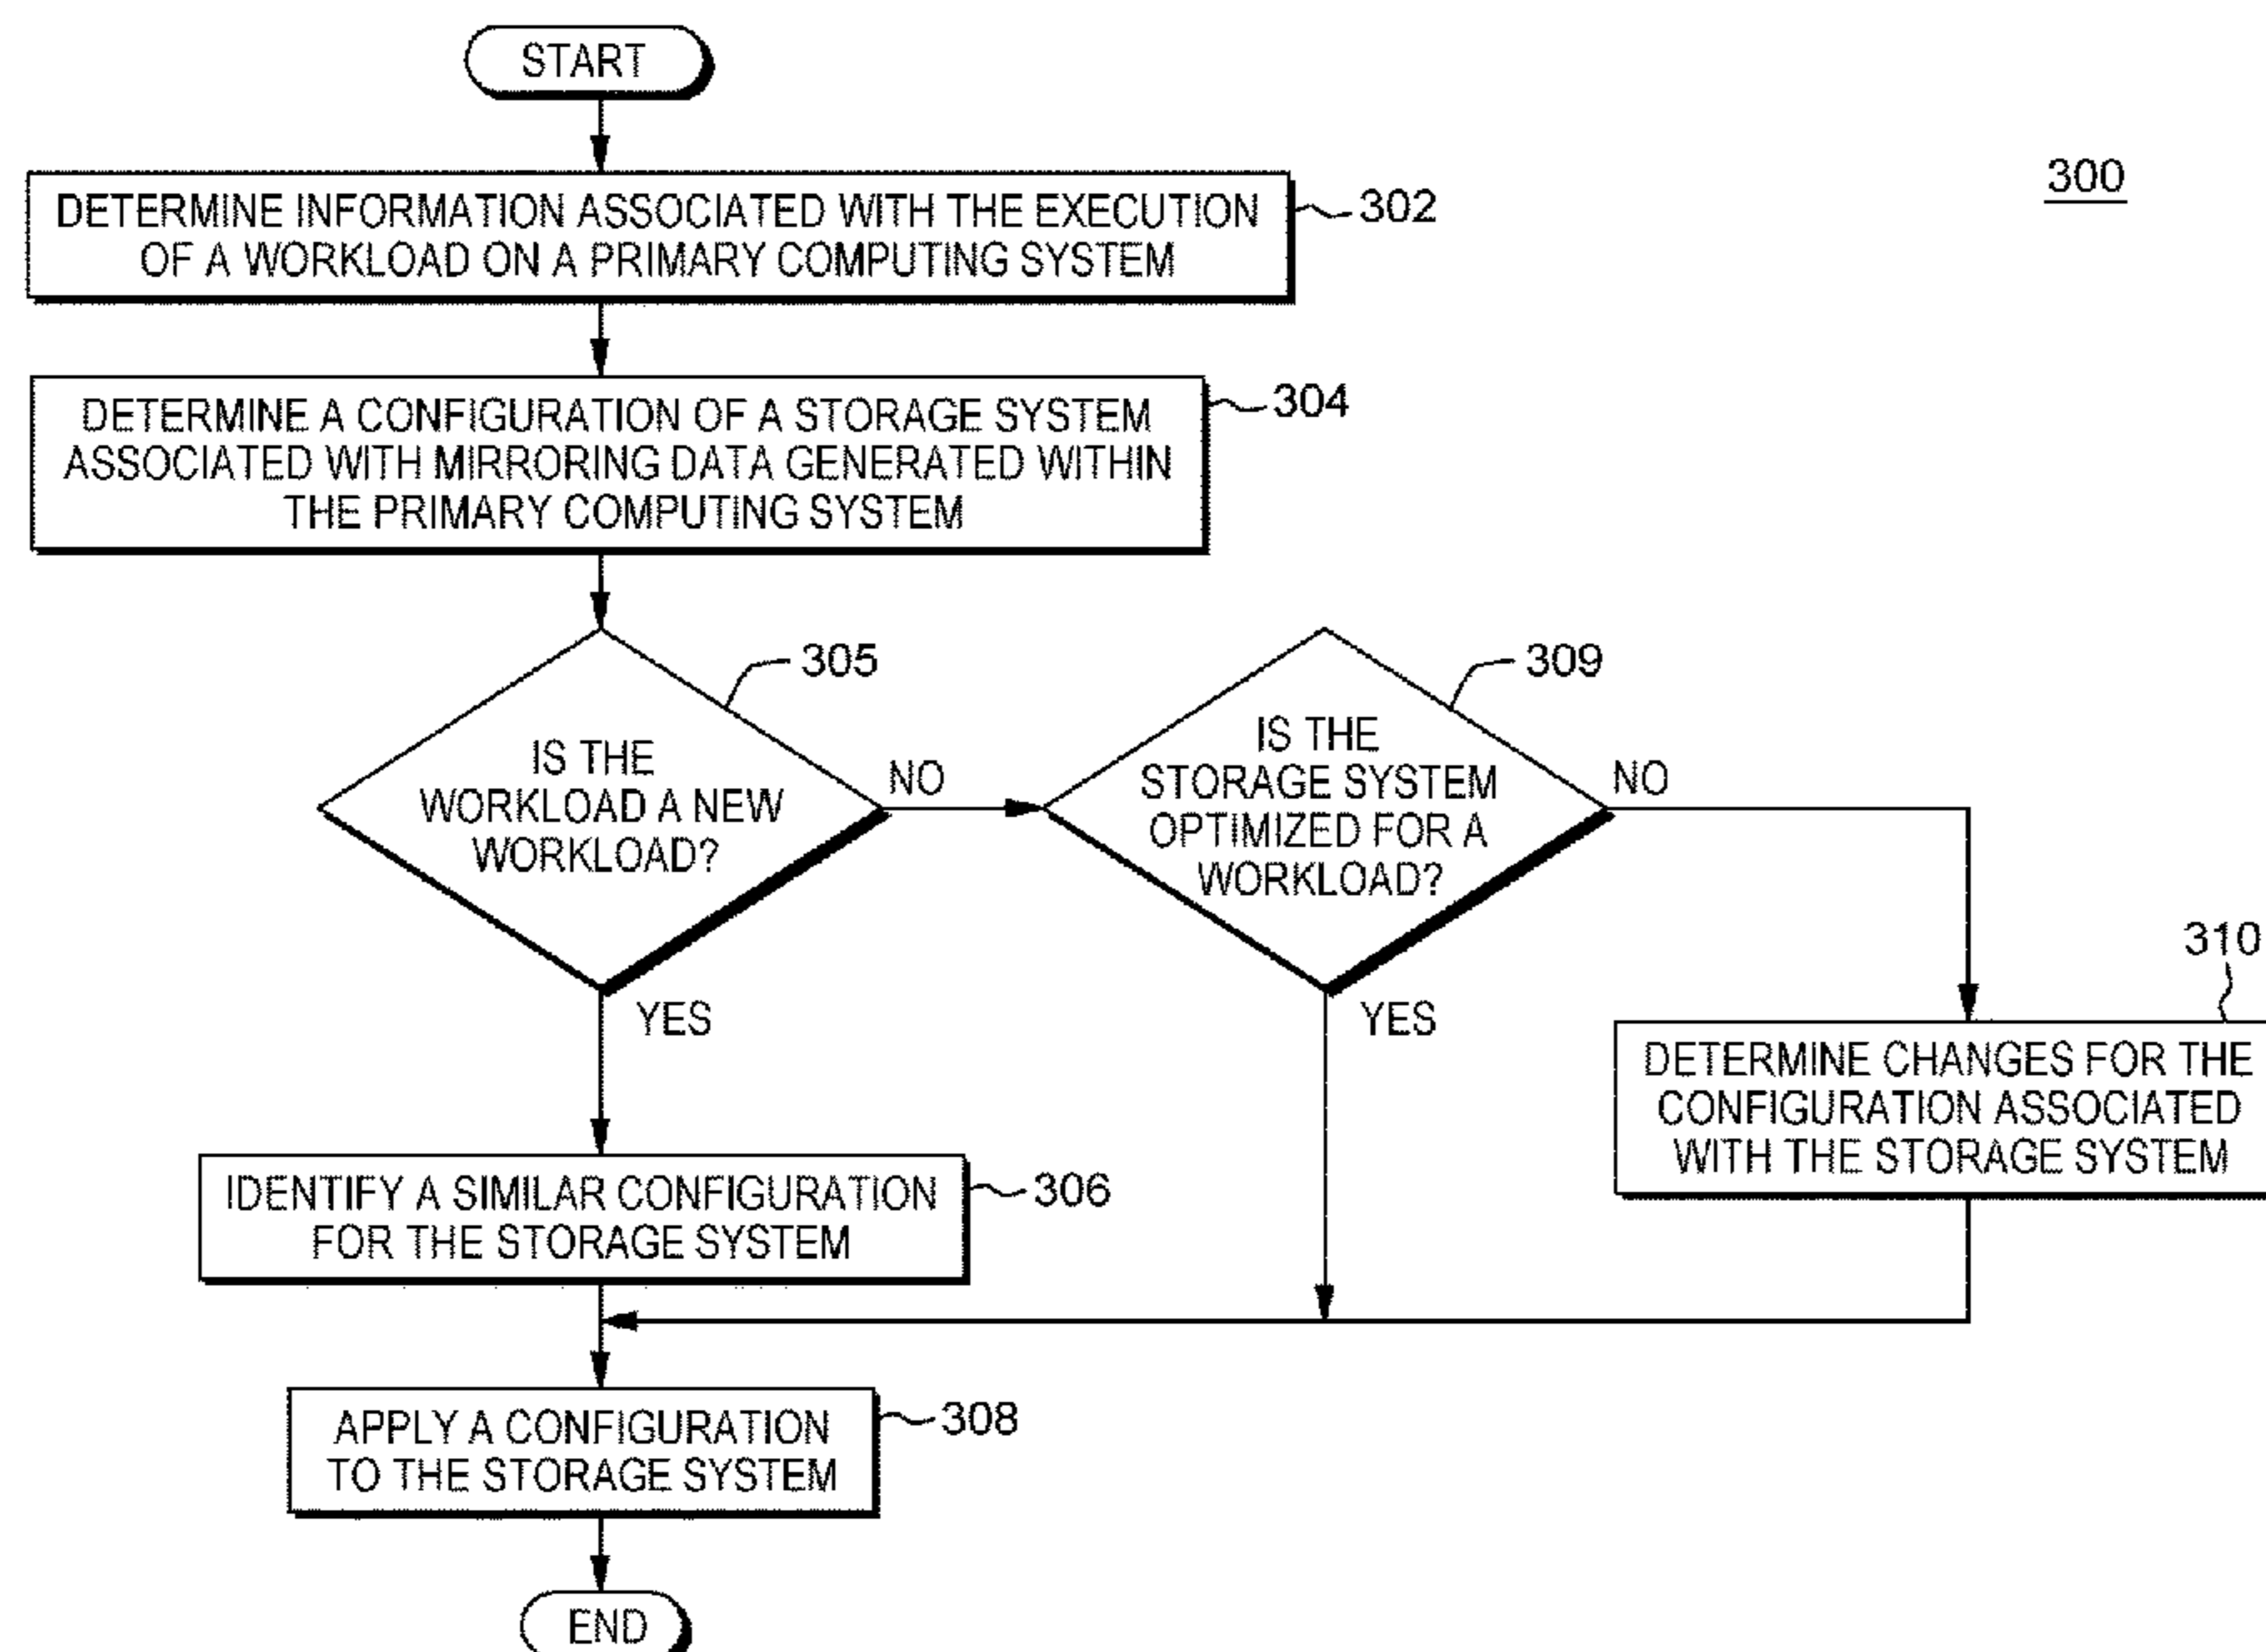 START
300
DETERMINE INFORMATION ASSOCIATED WITH THE EXECUTION
OF A WORKLOAD ON A PRIMARY COMPUTING SYSTEM
302
DETERMINE A CONFIGURATION OF A STORAGE SYSTEM
ASSOCIATED WITH MIRRORING DATA GENERATED WITHIN
THE PRIMARY COMPUTING SYSTEM
304
305
IS THE
WORKLOAD A NEW
WORKLOAD?
NO
YES
309
IS THE
STORAGE SYSTEM
OPTIMIZED FOR A
WORKLOAD?
NO
YES
310
DETERMINE CHANGES FOR THE
CONFIGURATION ASSOCIATED
WITH THE STORAGE SYSTEM
IDENTIFY A SIMILAR CONFIGURATION
FOR THE STORAGE SYSTEM
306
APPLY A CONFIGURATION
TO THE STORAGE SYSTEM
308
END